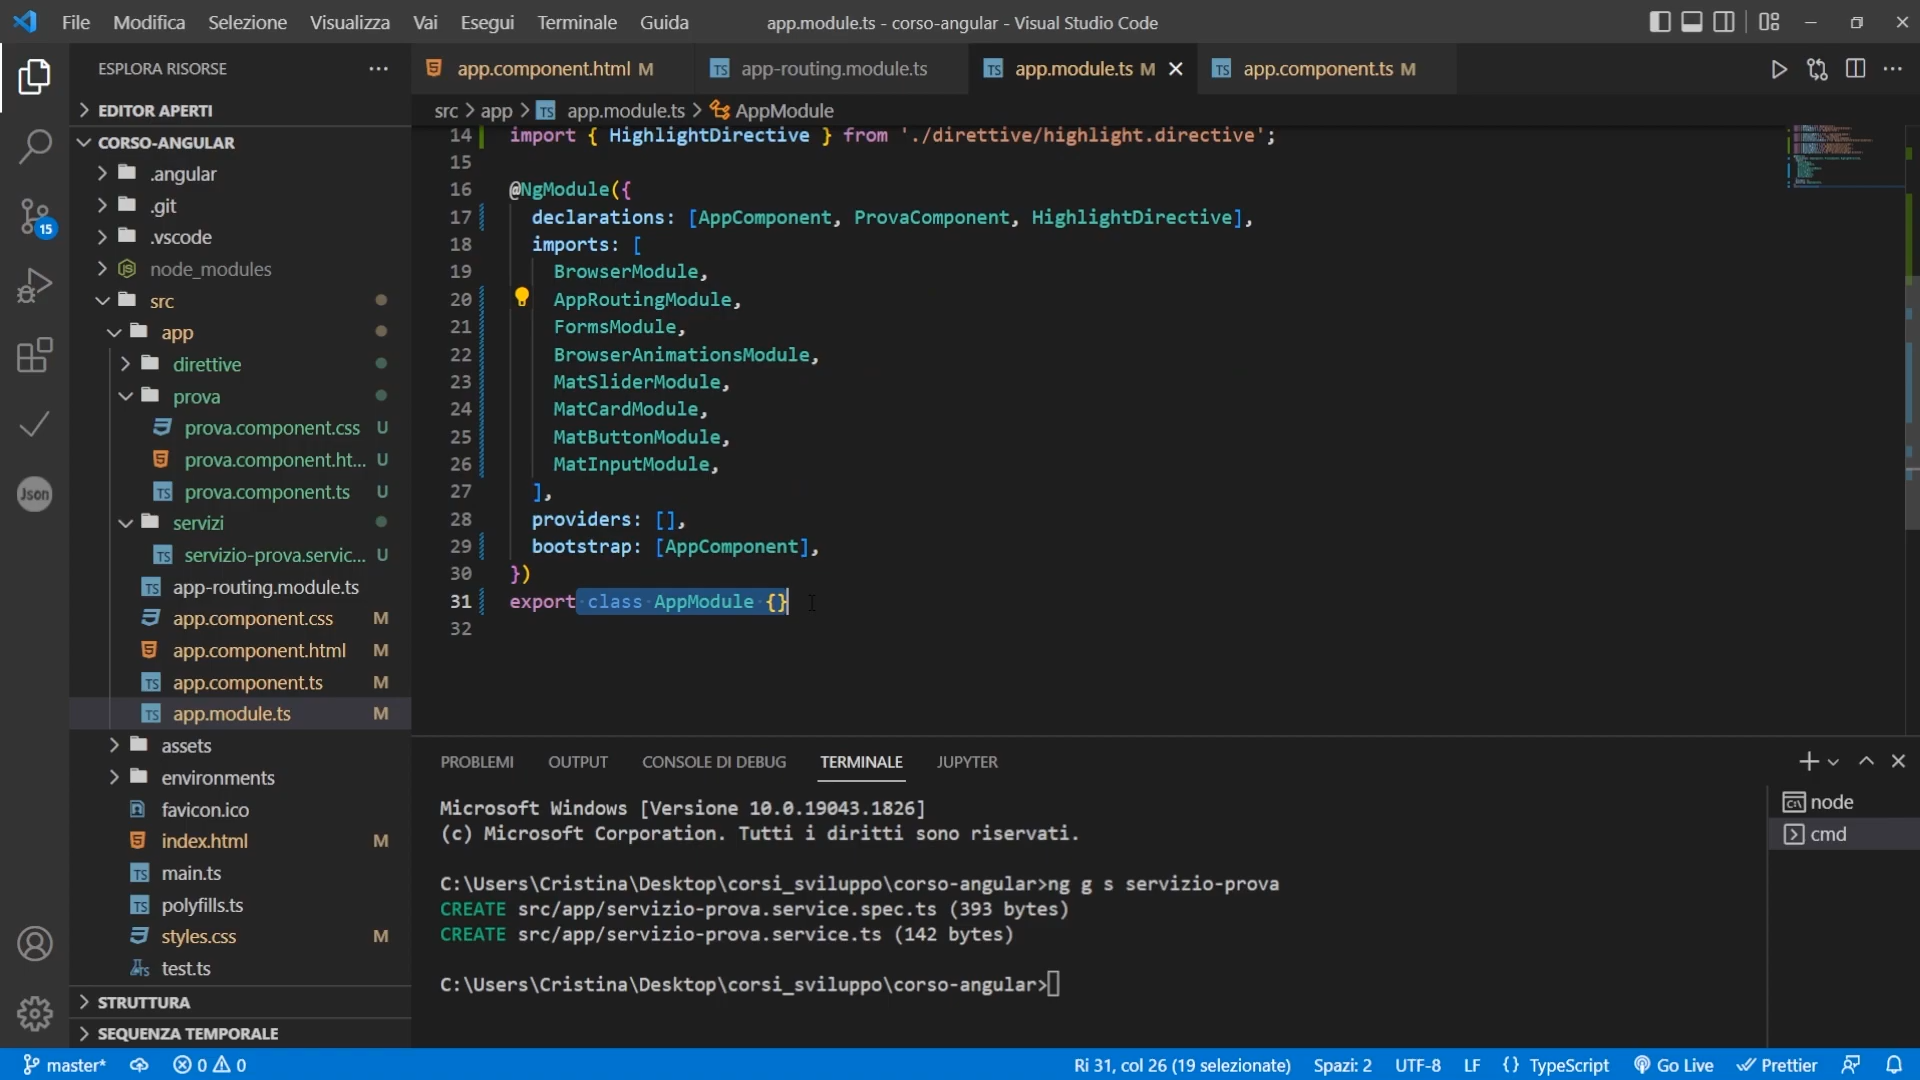 File Modifica Selezione Visualizza Vai Esegui Terminale Guida
app.module.ts - corso-angular - Visual Studio Code
ESPLORA RISORSE
EDITOR APERTI
CORSO-ANGULAR
.angular
.git
.vscode
node_modules
src
app
direttive
prova
prova.component.css U
prova.component.ht... U
prova.component.ts U
servizi
servizio-prova.servic... U
app-routing.module.ts
app.component.css M
app.component.html M
app.component.ts M
app.module.ts M
assets
environments
favicon.ico
index.html M
main.ts
polyfills.ts
styles.css M
test.ts
STRUTTURA
SEQUENZA TEMPORALE
15
Json
app.component.html M
TS app-routing.module.ts
TS app.module.ts M
TS app.component.ts M
src > app > TS app.module.ts > AppModule
14 import { HighlightDirective } from './direttive/highlight.directive';
15
16 @NgModule({
17 declarations: [AppComponent, ProvaComponent, HighlightDirective],
18 imports: [
19 BrowserModule,
20 AppRoutingModule,
21 FormsModule,
22 BrowserAnimationsModule,
23 MatSliderModule,
24 MatCardModule,
25 MatButtonModule,
26 MatInputModule,
27 ],
28 providers: [],
29 bootstrap: [AppComponent],
30 })
31 export class AppModule {}
32
PROBLEMI OUTPUT CONSOLE DI DEBUG TERMINALE JUPYTER
Microsoft Windows [Versione 10.0.19043.1826]
(c) Microsoft Corporation. Tutti i diritti sono riservati.
C:\Users\Cristina\Desktop\corsi_sviluppo\corso-angular>ng g s servizio-prova
CREATE src/app/servizio-prova.service.spec.ts (393 bytes)
CREATE src/app/servizio-prova.service.ts (142 bytes)
C:\Users\Cristina\Desktop\corsi_sviluppo\corso-angular>
node
cmd
master* 0 0 Ri 31, col 26 (19 selezionate) Spazi: 2 UTF-8 LF {} TypeScript Go Live Prettier